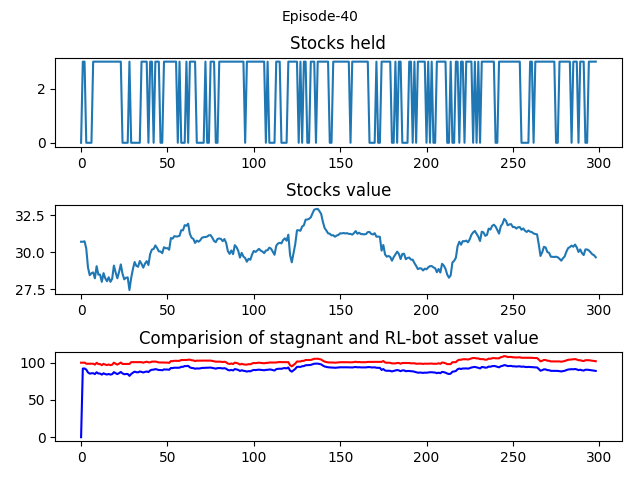 Episode-40
Stocks held
2
0
0 50 100 150 200 250 300
Stocks value
32.5
30.0
27.5
0 50 100 150 200 250 300
Comparision of stagnant and RL-bot asset value
100
50
0
0 50 100 150 200 250 300